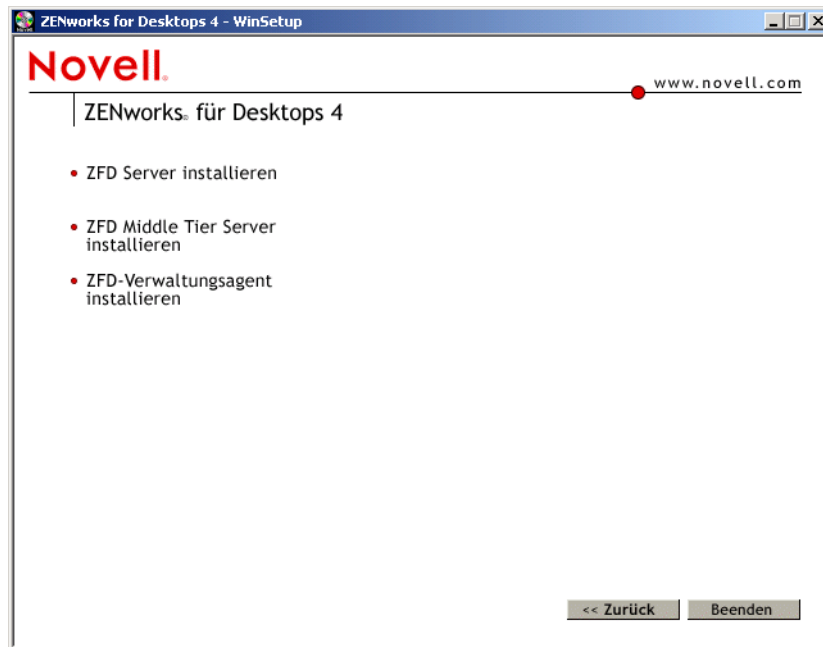 ZENworks for Desktops 4 - WinSetup
Novell.
www.novell.com
ZENworks® für Desktops 4
ZFD Server installieren
ZFD Middle Tier Server
installieren
ZFD-Verwaltungsagent
installieren
<< Zurück
Beenden